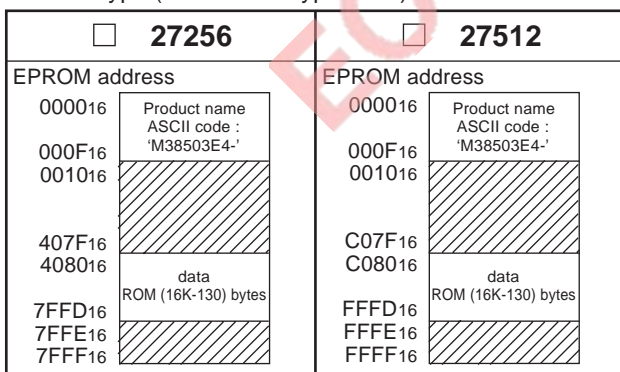 ☐ 27256
EPROM address
000016
000F16
001016
407F16
408016
7FFD16
7FFE16
7FFF16
Product name
ASCII code :
‘M38503E4-’
data
ROM (16K-130) bytes
☐ 27512
EPROM address
000016
000F16
001016
C07F16
C08016
FFFD16
FFFE16
FFFF16
Product name
ASCII code :
‘M38503E4-’
data
ROM (16K-130) bytes